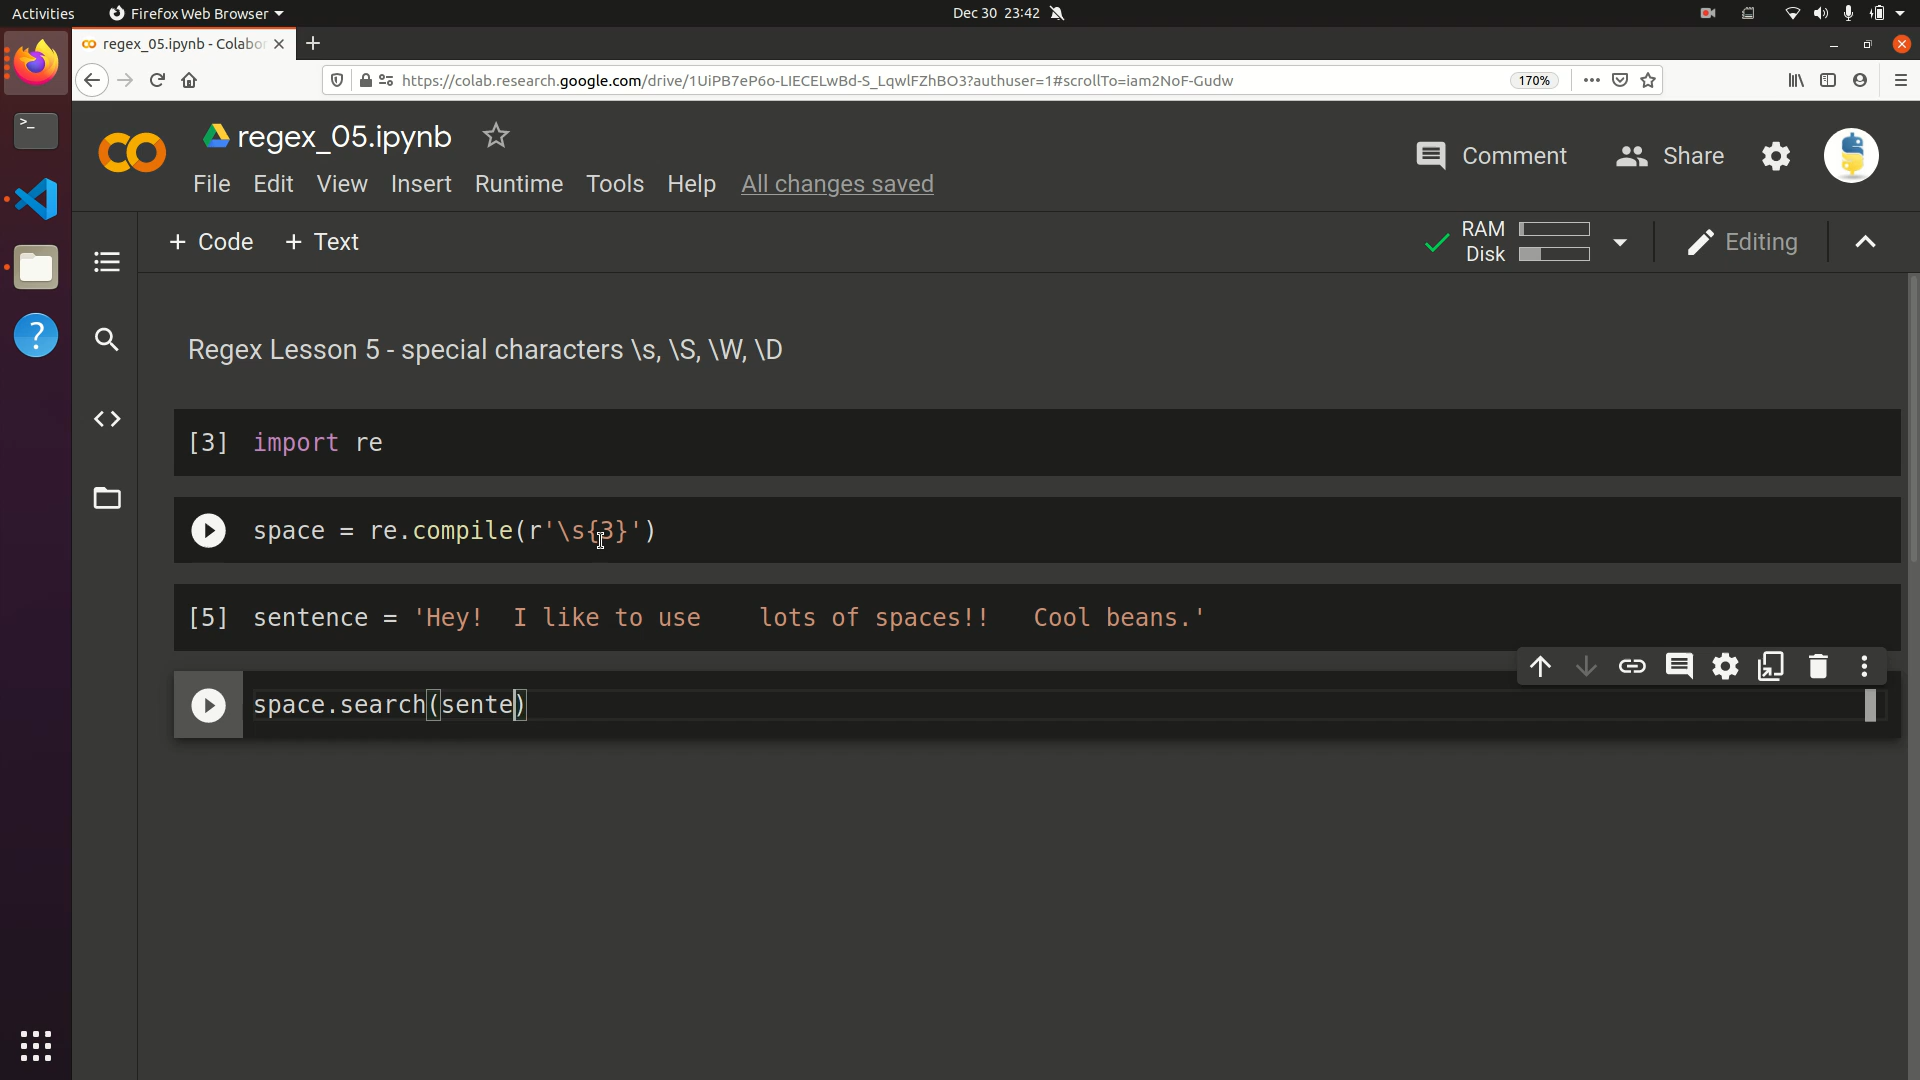 Activities Firefox Web Browser Dec 30 23:42
regex_05.ipynb - Colabor
https://colab.research.google.com/drive/1UiPB7eP6o-LIECELwBd-S_LqwlFZhBO3?authuser=1#scrollTo=iam2NoF-Gudw 170%
regex_05.ipynb
Comment Share
File Edit View Insert Runtime Tools Help All changes saved
+ Code + Text RAM Editing
Disk
Regex Lesson 5 - special characters \s, \S, \W, \D
[3] import re
space = re.compile(r'\s{3}')
[5] sentence = 'Hey!  I like to use    lots of spaces!!   Cool beans.'
space.search(sente)